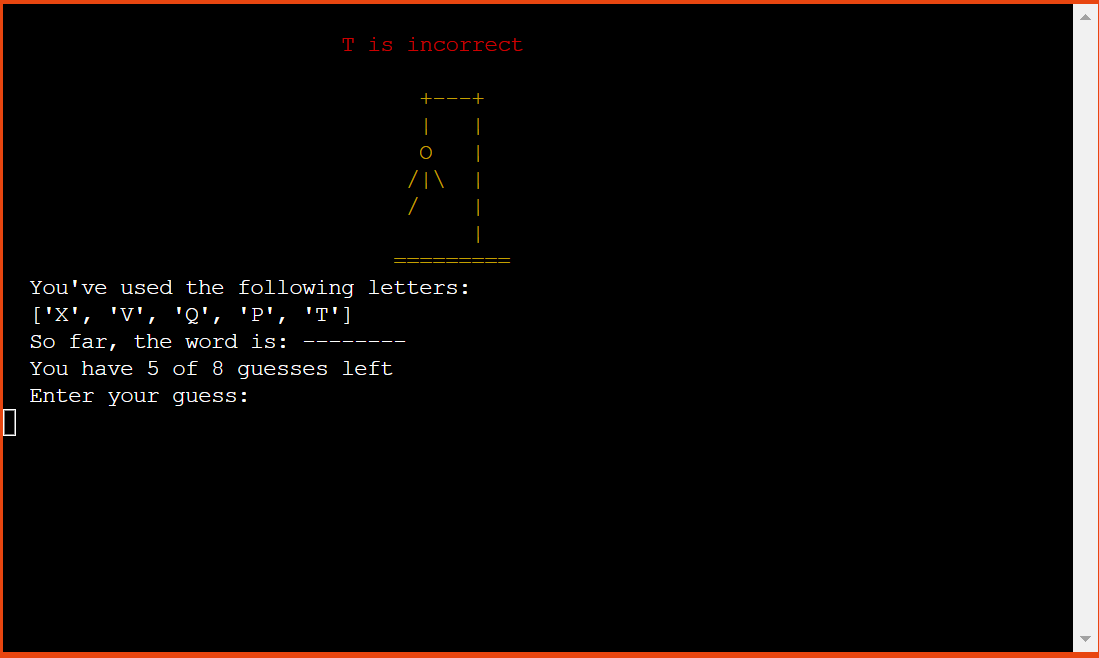 T is incorrect
+---+
|   |
O   |
/|\  |
/    |
|
=========
You've used the following letters:
['X', 'V', 'Q', 'P', 'T']
So far, the word is: --------
You have 5 of 8 guesses left
Enter your guess: